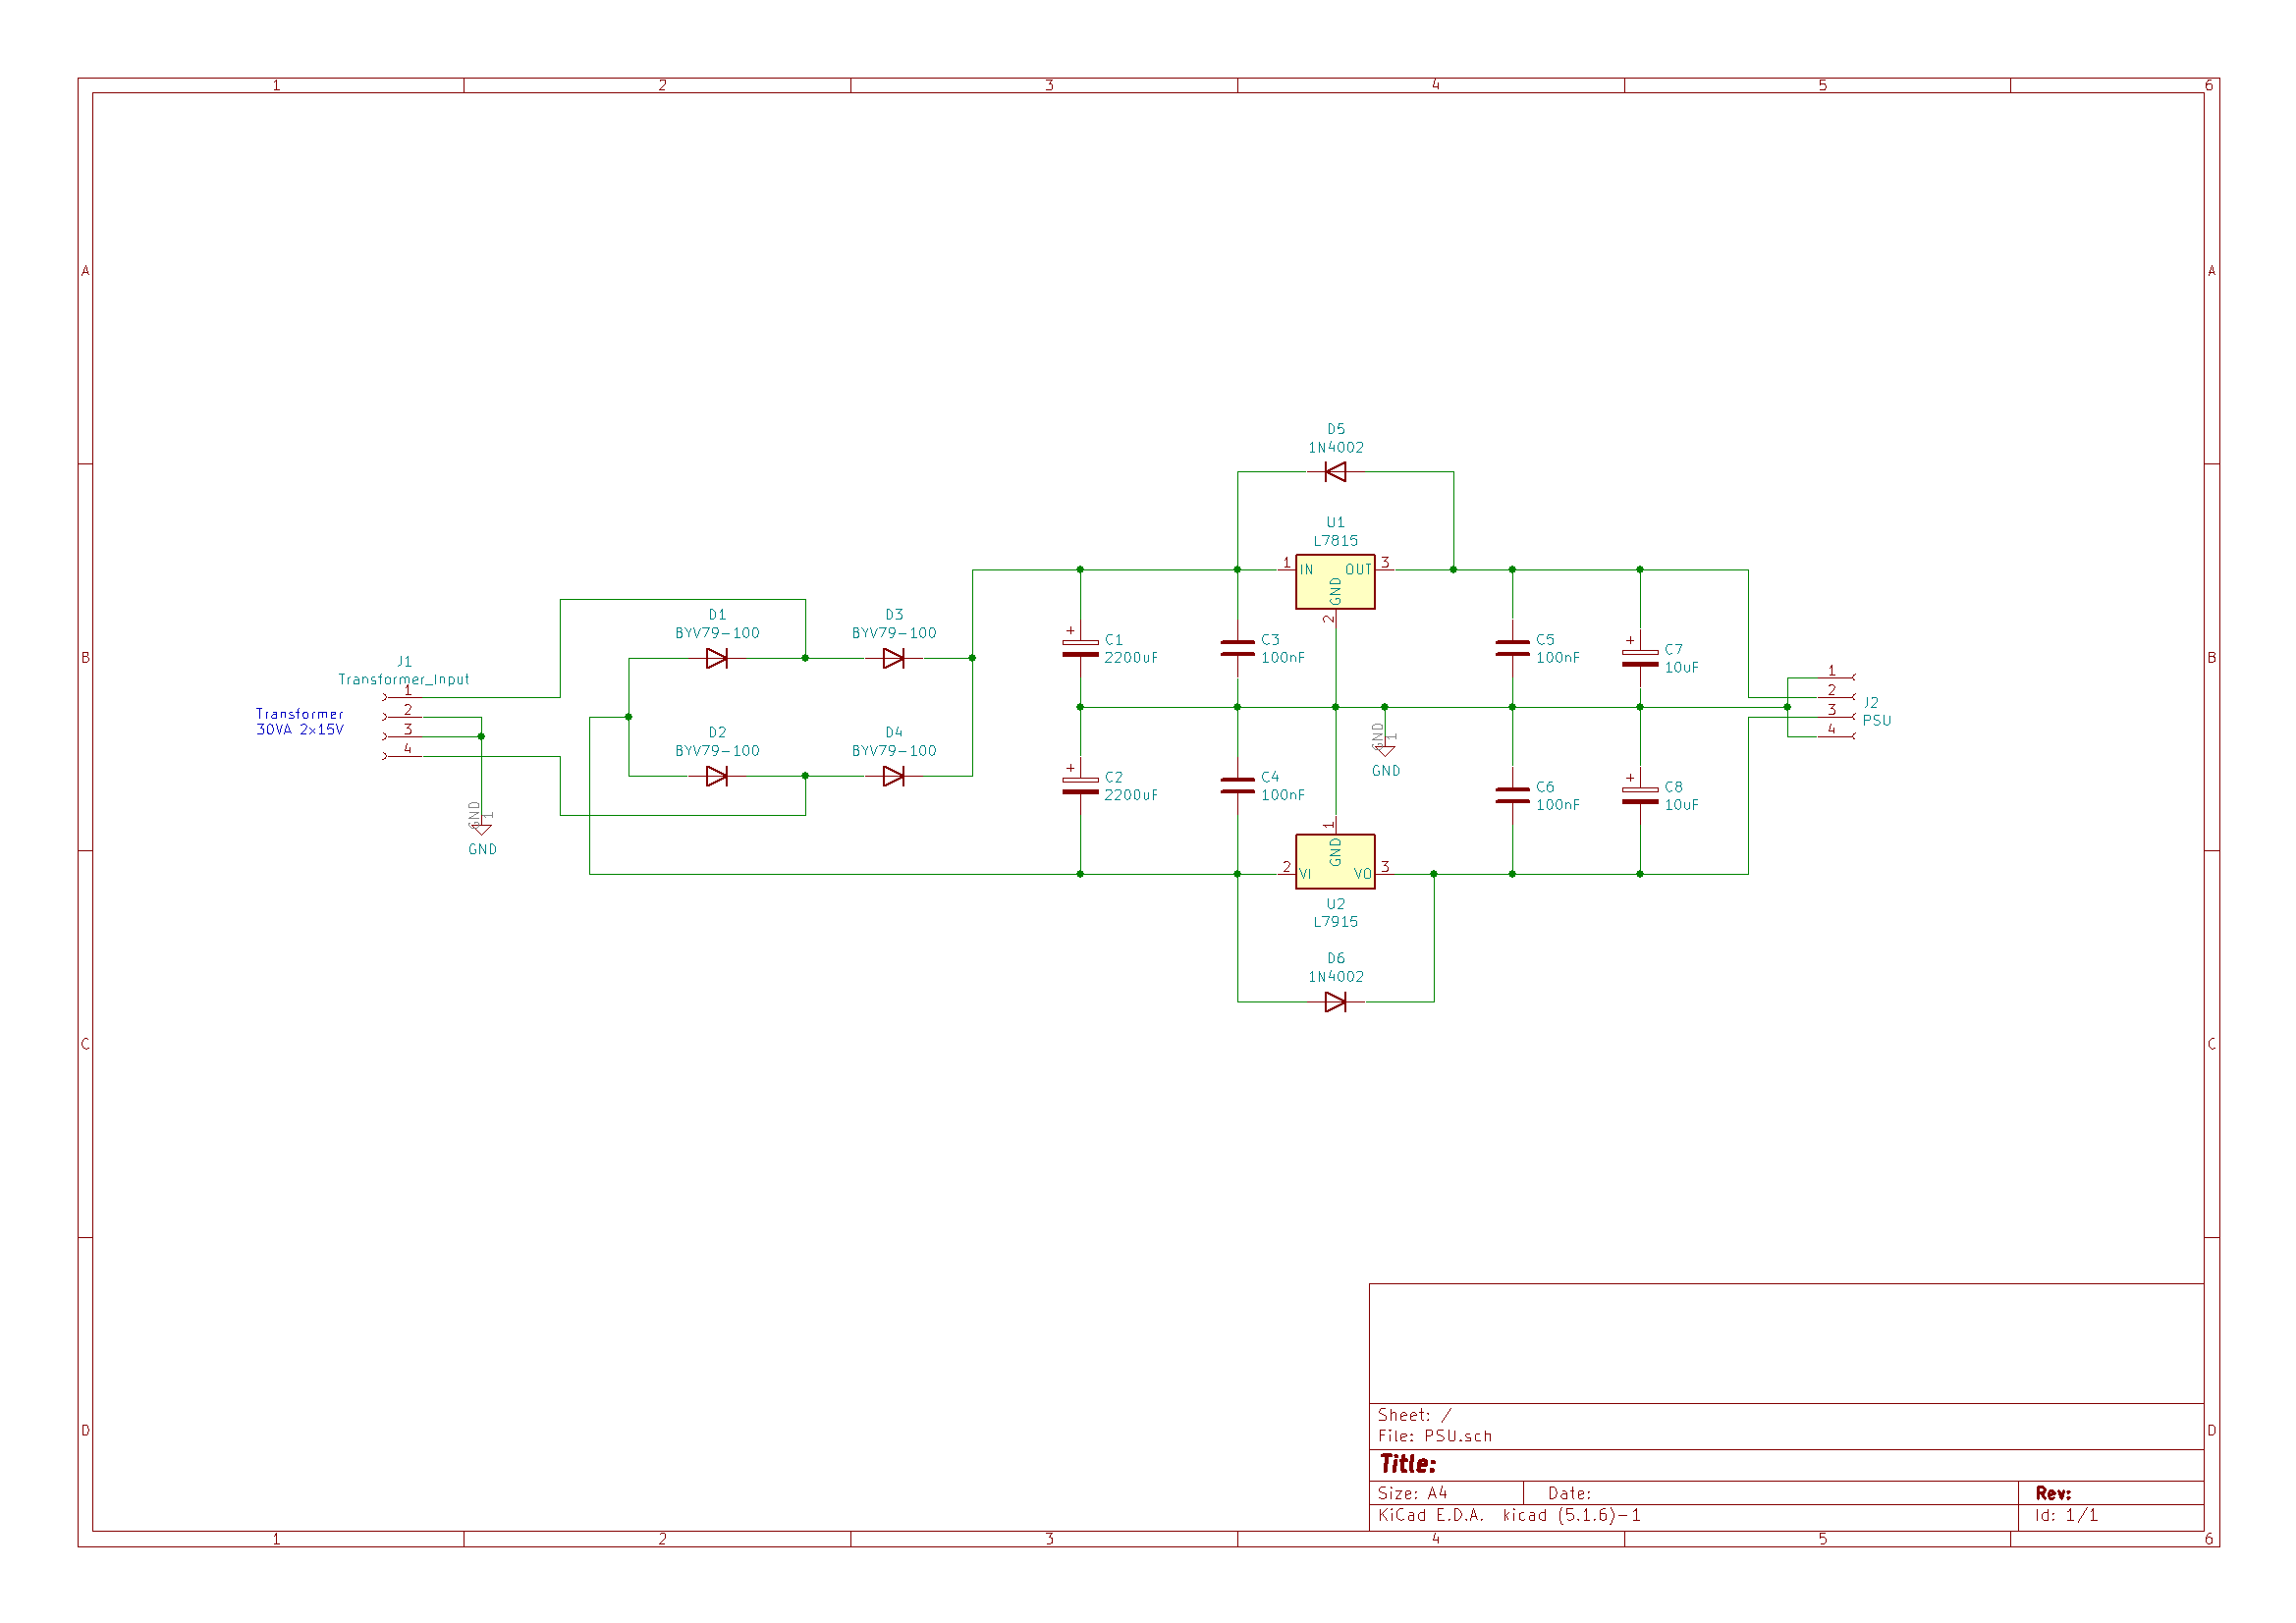 1 2 3 4 5 6
A A
D5
1N4002
U1
L7815
1 IN OUT 3
GND
2
D1
BYV79-100
D3
BYV79-100
B B
+ C1
2200uF
C3
100nF
C5
100nF
+ C7
10uF
J1
Transformer_Input
1
2
3
4
Transformer
30VA 2x15V
GND 1
GND
1
2
3
4
J2
PSU
D2
BYV79-100
D4
BYV79-100
GND 1
GND
+ C2
2200uF
C4
100nF
C6
100nF
+ C8
10uF
1
GND
2 VI VO 3
U2
L7915
D6
1N4002
C C
D D
Sheet: /
File: PSU.sch
Title:
Size: A4 Date: Rev:
KiCad E.D.A. kicad (5.1.6)-1 Id: 1/1
1 2 3 4 5 6